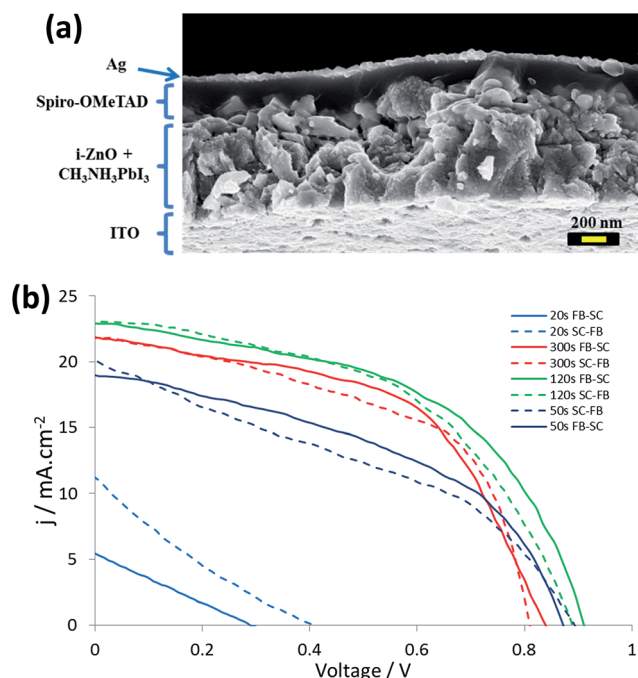 (a)
Ag
Spiro-OMeTAD
i-ZnO +
CH₃NH₃PbI₃
ITO
200 nm
(b)
25
20
15
10
5
0
j / mA.cm⁻²
0
0.2
0.4
0.6
0.8
1
Voltage / V
20s FB-SC
20s SC-FB
300s FB-SC
300s SC-FB
120s FB-SC
120s SC-FB
50s SC-FB
50s FB-SC